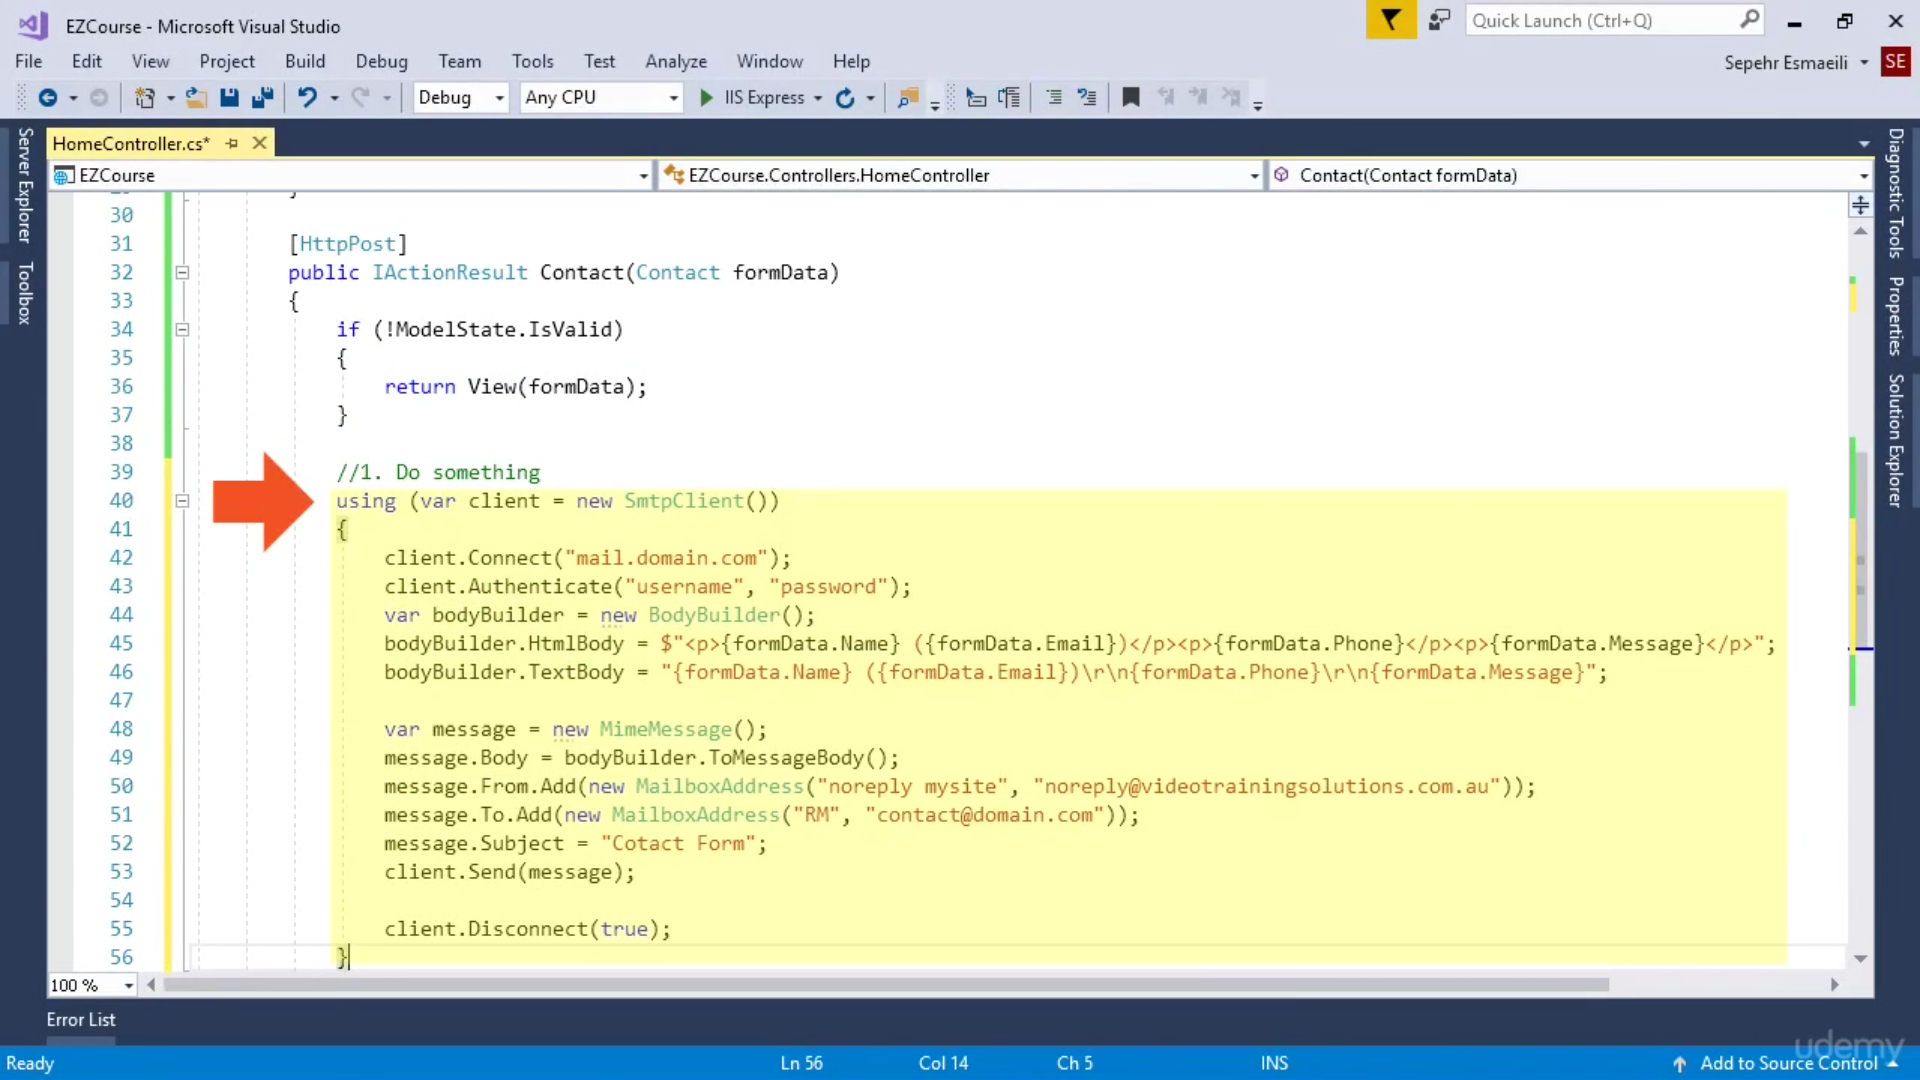 EZCourse - Microsoft Visual Studio
Quick Launch (Ctrl+Q)
File Edit View Project Build Debug Team Tools Test Analyze Window Help
Sepehr Esmaeili SE
Debug Any CPU IIS Express
Server Explorer
Toolbox
HomeController.cs*
EZCourse EZCourse.Controllers.HomeController Contact(Contact formData)
30
31 [HttpPost]
32 public IActionResult Contact(Contact formData)
33 {
34 if (!ModelState.IsValid)
35 {
36 return View(formData);
37 }
38
39 //1. Do something
40 using (var client = new SmtpClient())
41 {
42 client.Connect("mail.domain.com");
43 client.Authenticate("username", "password");
44 var bodyBuilder = new BodyBuilder();
45 bodyBuilder.HtmlBody = $"<p>{formData.Name} ({formData.Email})</p><p>{formData.Phone}</p><p>{formData.Message}</p>";
46 bodyBuilder.TextBody = "{formData.Name} ({formData.Email})\r\n{formData.Phone}\r\n{formData.Message}";
47
48 var message = new MimeMessage();
49 message.Body = bodyBuilder.ToMessageBody();
50 message.From.Add(new MailboxAddress("noreply mysite", "noreply@videotrainingsolutions.com.au"));
51 message.To.Add(new MailboxAddress("RM", "contact@domain.com"));
52 message.Subject = "Cotact Form";
53 client.Send(message);
54
55 client.Disconnect(true);
56 }
Diagnostic Tools
Properties
Solution Explorer
100 %
Error List
udemy
Ready Ln 56 Col 14 Ch 5 INS Add to Source Control